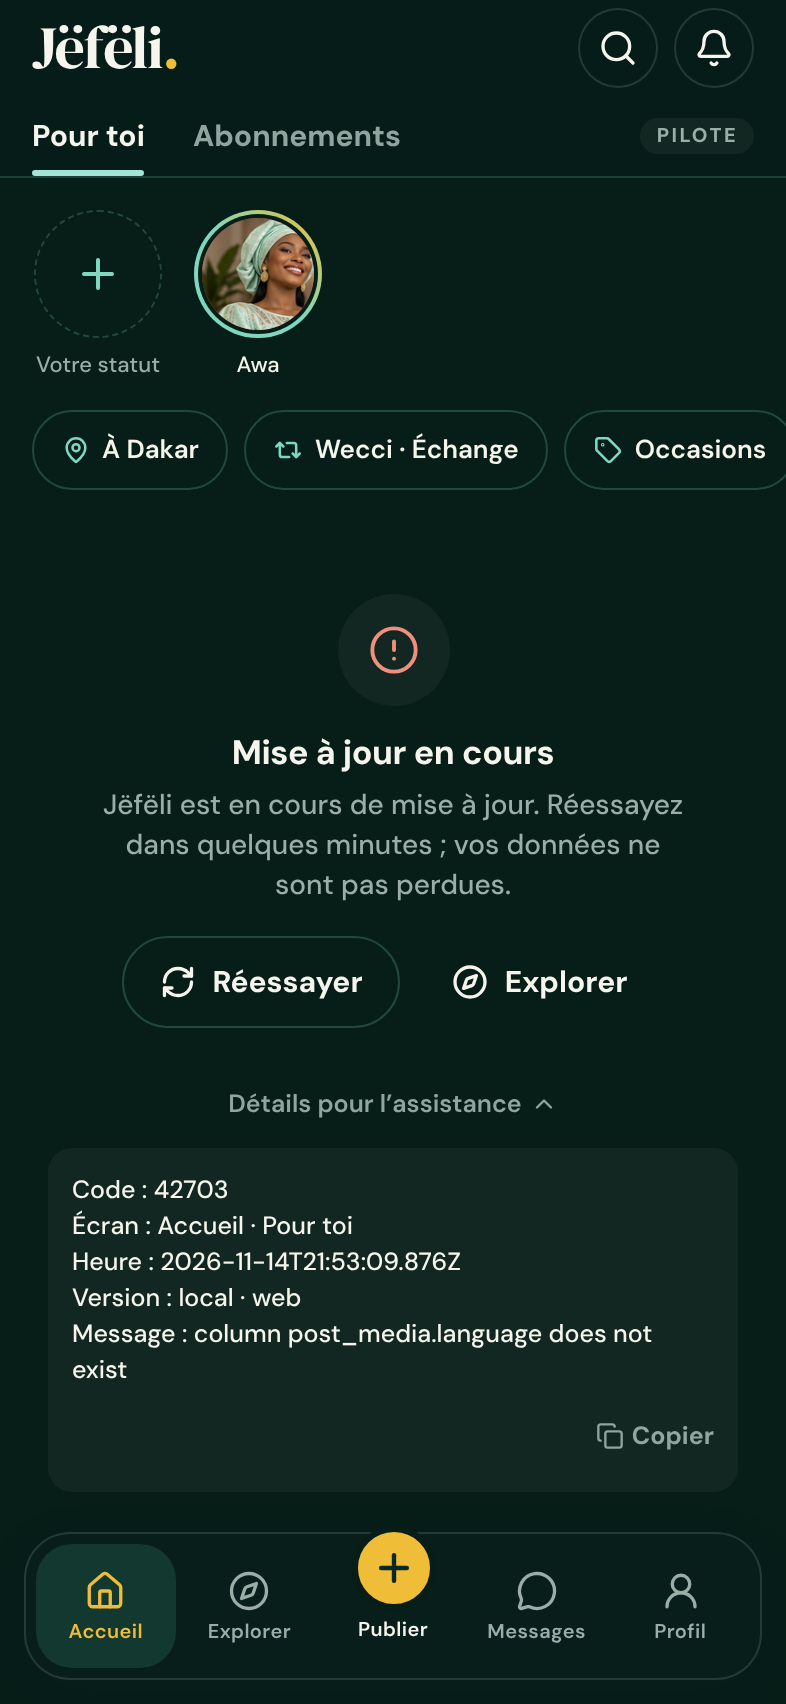 Jëfëli.
Pour toi
Abonnements
PILOTE
Votre statut
Awa
À Dakar
Wecci · Échange
Occasions
Mise à jour en cours
Jëfëli est en cours de mise à jour. Réessayez
dans quelques minutes ; vos données ne
sont pas perdues.
Réessayer
Explorer
Détails pour l’assistance
Code : 42703
Écran : Accueil · Pour toi
Heure : 2026-11-14T21:53:09.876Z
Version : local · web
Message : column post_media.language does not
exist
Copier
Accueil
Explorer
Publier
Messages
Profil